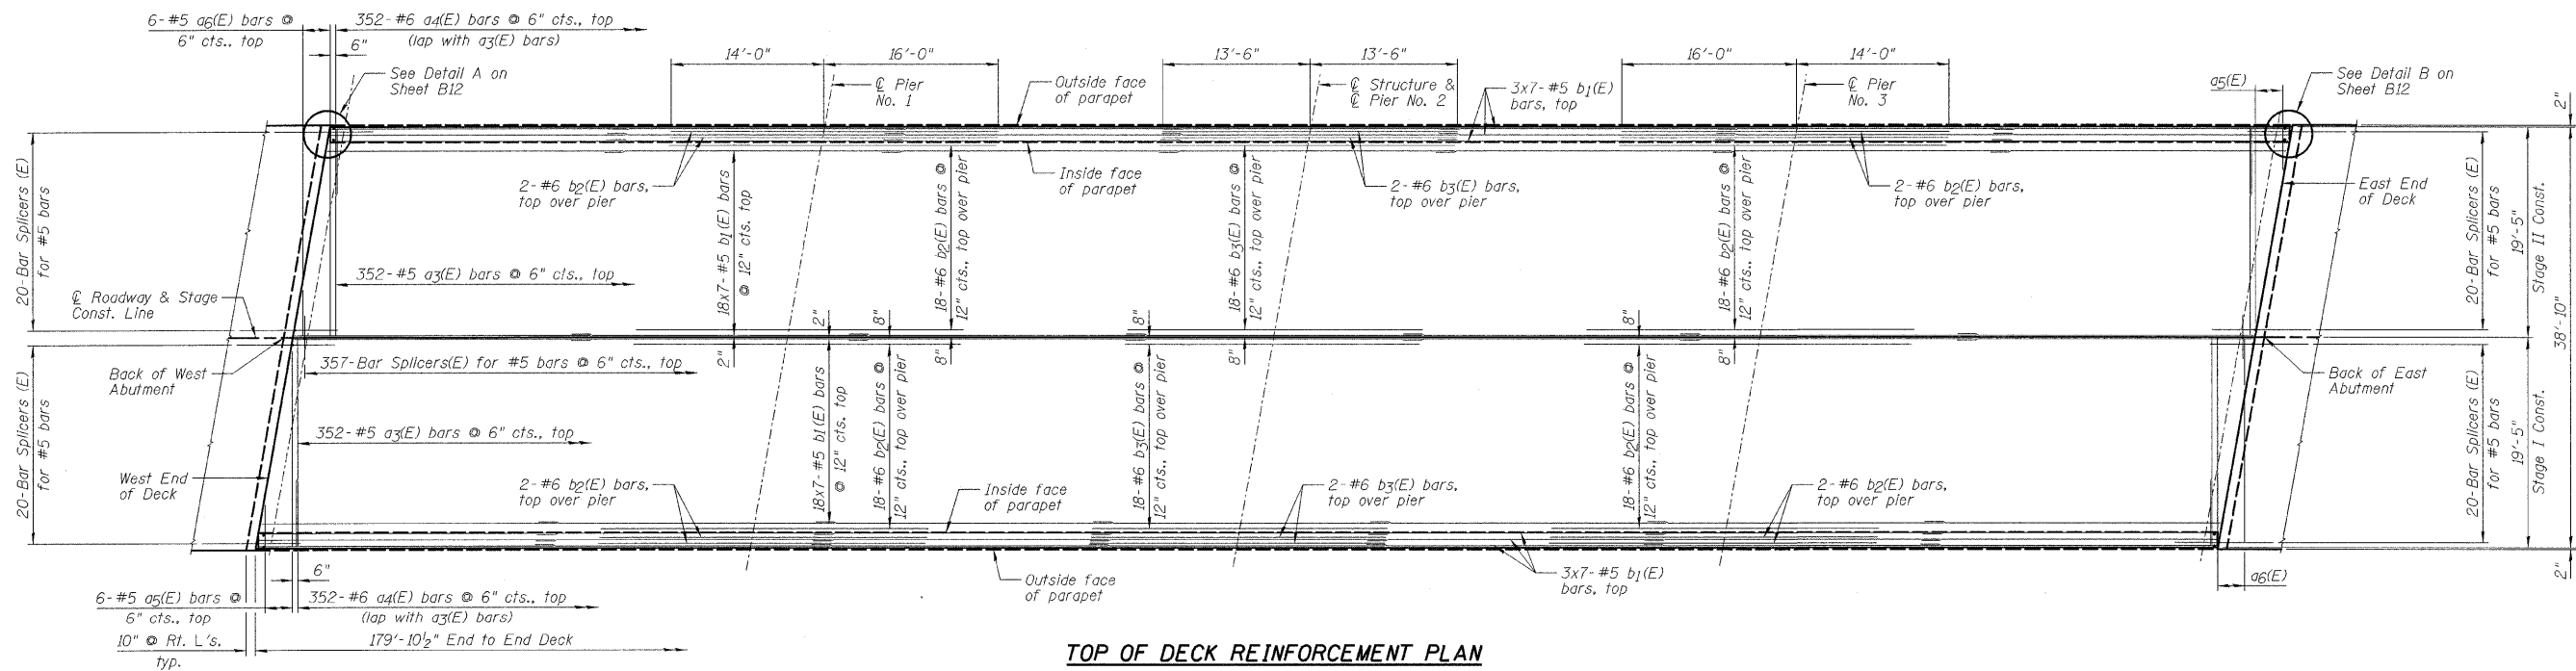 6-#5 a6(E) bars @
6" cts., top
352-#6 a4(E) bars @ 6" cts., top
(lap with a3(E) bars)
6"
See Detail A on
Sheet B12
14'-0"
16'-0"
℄ Pier
No. 1
Outside face
of parapet
13'-6"
13'-6"
℄ Structure &
℄ Pier No. 2
3x7-#5 b1(E)
bars, top
16'-0"
14'-0"
℄ Pier
No. 3
a5(E)
See Detail B on
Sheet B12
2"
20-Bar Splicers (E)
for #5 bars
2-#6 b2(E) bars,
top over pier
18x7-#5 b1(E) bars
@ 12" cts. top
18-#6 b2(E) bars @
12" cts., top over pier
Inside face
of parapet
18-#6 b3(E) bars @
12" cts., top over pier
2-#6 b3(E) bars,
top over pier
18-#6 b2(E) bars @
12" cts., top over pier
2-#6 b2(E) bars,
top over pier
East End
of Deck
20-Bar Splicers (E)
for #5 bars
19'-5"
Stage II Const.
38'-10"
352-#5 a3(E) bars @ 6" cts., top
℄ Roadway & Stage
Const. Line
2"
8"
8"
8"
2"
8"
8"
8"
357-Bar Splicers(E) for #5 bars @ 6" cts., top
Back of West
Abutment
Back of East
Abutment
20-Bar Splicers (E)
for #5 bars
352-#5 a3(E) bars @ 6" cts., top
18x7-#5 b1(E) bars
@ 12" cts. top
18-#6 b2(E) bars @
12" cts., top over pier
18-#6 b3(E) bars @
12" cts., top over pier
18-#6 b2(E) bars @
12" cts., top over pier
20-Bar Splicers (E)
for #5 bars
19'-5"
Stage I Const.
West End
of Deck
2-#6 b2(E) bars,
top over pier
Inside face
of parapet
2-#6 b3(E) bars,
top over pier
2-#6 b2(E) bars,
top over pier
6"
Outside face
of parapet
3x7-#5 b1(E)
bars, top
a6(E)
2"
6-#5 a5(E) bars @
6" cts., top
352-#6 a4(E) bars @ 6" cts., top
(lap with a3(E) bars)
10" @ Rt. L's.
typ.
179'-10½" End to End Deck
TOP OF DECK REINFORCEMENT PLAN